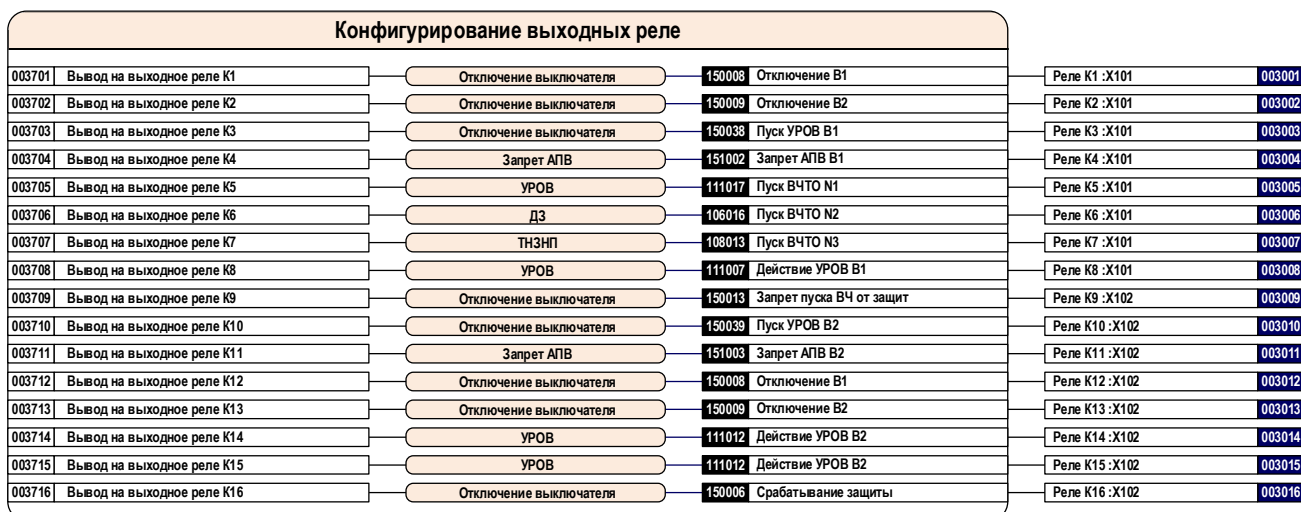 Конфигурирование выходных реле
003701 Вывод на выходное реле К1 Отключение выключателя 150008 Отключение В1 Реле К1 :X101 003001
003702 Вывод на выходное реле К2 Отключение выключателя 150009 Отключение В2 Реле К2 :X101 003002
003703 Вывод на выходное реле К3 Отключение выключателя 150038 Пуск УРОВ В1 Реле К3 :X101 003003
003704 Вывод на выходное реле К4 Запрет АПВ 151002 Запрет АПВ В1 Реле К4 :X101 003004
003705 Вывод на выходное реле К5 УРОВ 111017 Пуск ВЧТО N1 Реле К5 :X101 003005
003706 Вывод на выходное реле К6 ДЗ 106016 Пуск ВЧТО N2 Реле К6 :X101 003006
003707 Вывод на выходное реле К7 ТНЗНП 108013 Пуск ВЧТО N3 Реле К7 :X101 003007
003708 Вывод на выходное реле К8 УРОВ 111007 Действие УРОВ В1 Реле К8 :X101 003008
003709 Вывод на выходное реле К9 Отключение выключателя 150013 Запрет пуска ВЧ от защит Реле К9 :X102 003009
003710 Вывод на выходное реле К10 Отключение выключателя 150039 Пуск УРОВ В2 Реле К10 :X102 003010
003711 Вывод на выходное реле К11 Запрет АПВ 151003 Запрет АПВ В2 Реле К11 :X102 003011
003712 Вывод на выходное реле К12 Отключение выключателя 150008 Отключение В1 Реле К12 :X102 003012
003713 Вывод на выходное реле К13 Отключение выключателя 150009 Отключение В2 Реле К13 :X102 003013
003714 Вывод на выходное реле К14 УРОВ 111012 Действие УРОВ В2 Реле К14 :X102 003014
003715 Вывод на выходное реле К15 УРОВ 111012 Действие УРОВ В2 Реле К15 :X102 003015
003716 Вывод на выходное реле К16 Отключение выключателя 150006 Срабатывание защиты Реле К16 :X102 003016